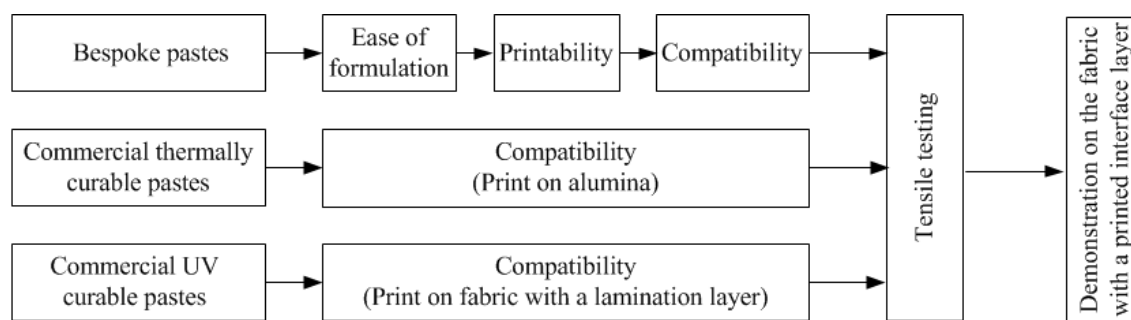 Bespoke pastes
Ease of
formulation
Printability
Compatibility
Commercial thermally
curable pastes
Compatibility
(Print on alumina)
Commercial UV
curable pastes
Compatibility
(Print on fabric with a lamination layer)
Tensile testing
Demonstration on the fabric
with a printed interface layer